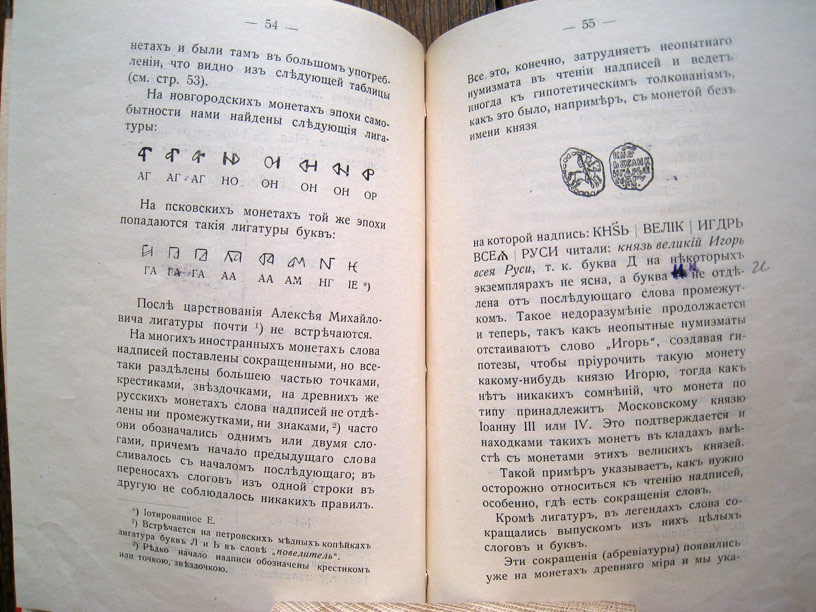 — 54 —
нетахъ и были тамъ въ большомъ употреб-
леніи, что видно изъ слѣдующей таблицы
(см. стр. 53).
На новгородскихъ монетахъ эпохи само-
бытности нами найдены слѣдующія лига-
туры:
АГ АГ АГ НО ОН ОН ОН ОР
На псковскихъ монетахъ той же эпохи
попадаются такія лигатуры буквъ:
ГА ГА ГА АА АА АМ НГ ІЕ *)
Послѣ царствованія Алексѣя Михайло-
вича лигатуры почти ¹) не встрѣчаются.
На многихъ иностранныхъ монетахъ слова
надписей поставлены сокращенными, но все-
таки раздѣлены большею частью точками,
крестиками, звѣздочками, на древнихъ же
русскихъ монетахъ слова надписей не отдѣ-
лены ни промежутками, ни знаками, ²) часто
они обозначались однимъ или двумя сло-
гами, причемъ начало предыдущаго слова
сливалось съ началомъ послѣдующаго; въ
переносахъ слоговъ изъ одной строки въ
другую не соблюдалось никакихъ правилъ.
*) Іотированное Е.
¹) Встрѣчается на петровскихъ мѣдныхъ копѣйкахъ
лигатура буквъ Л и Ь въ словѣ „повелитель“.
²) Рѣдко начало надписи обозначены крестикомъ
или точкою, звѣздочкою.
— 55 —
Все это, конечно, затрудняетъ неопытнаго
нумизмата въ чтеніи надписей и ведетъ
иногда къ гипотетическимъ толкованіямъ,
какъ это было, напримѣръ, съ монетой безъ
имени князя
на которой надпись: КНЅЬ | ВЕЛІК | ИГДРЬ
ВСЕѦ | РУСИ читали: князь великій Игорь
всея Руси, т. к. буква Д на нѣкоторыхъ
экземплярахъ не ясна, а буква И не отдѣ- и
лена отъ послѣдующаго слова промежут-
комъ. Такое недоразумѣніе продолжается
и теперь, такъ какъ неопытные нумизматы
отстаиваютъ слово „Игорь“, создавая ги-
потезы, чтобы пріурочить такую монету
какому-нибудь князю Игорю, тогда какъ
нѣтъ никакихъ сомнѣній, что монета по
типу принадлежитъ Московскому князю
Іоанну III или IV. Это подтверждается и
находками такихъ монетъ въ кладахъ вмѣ-
стѣ съ монетами этихъ великихъ князей.
Такой примѣръ указываетъ, какъ нужно
осторожно относиться къ чтенію надписей,
особенно, гдѣ есть сокращенія словъ.
Кромѣ лигатуръ, въ легендахъ слова со-
кращались выпускомъ изъ нихъ цѣлыхъ
слоговъ и буквъ.
Эти сокращенія (абревіатуры) появились
уже на монетахъ древняго міра и мы ука-